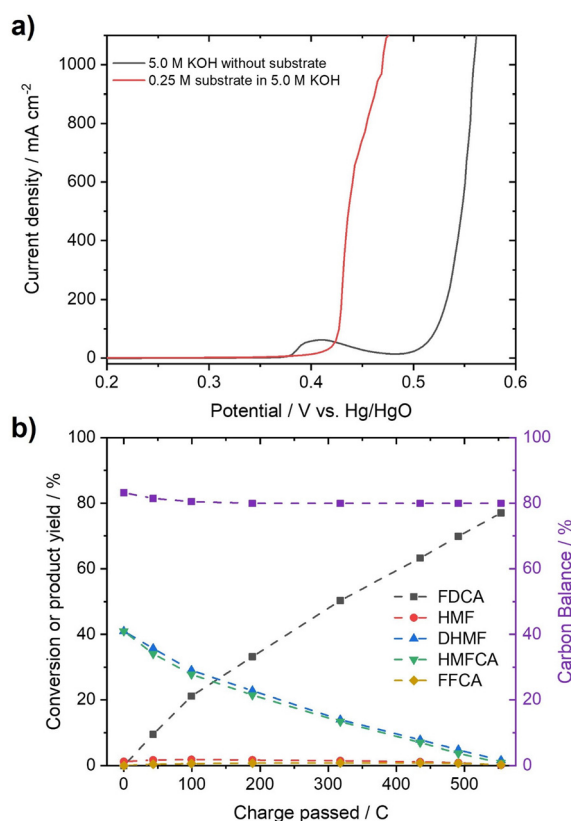 a)
5.0 M KOH without substrate
0.25 M substrate in 5.0 M KOH
Current density / mA cm⁻²
1000
800
600
400
200
0
0.2 0.3 0.4 0.5 0.6
Potential / V vs. Hg/HgO
b)
Conversion or product yield / %
100
80
60
40
20
0
FDCA
HMF
DHMF
HMFCA
FFCA
100
80
60
40
20
0
Carbon Balance / %
0 100 200 300 400 500
Charge passed / C